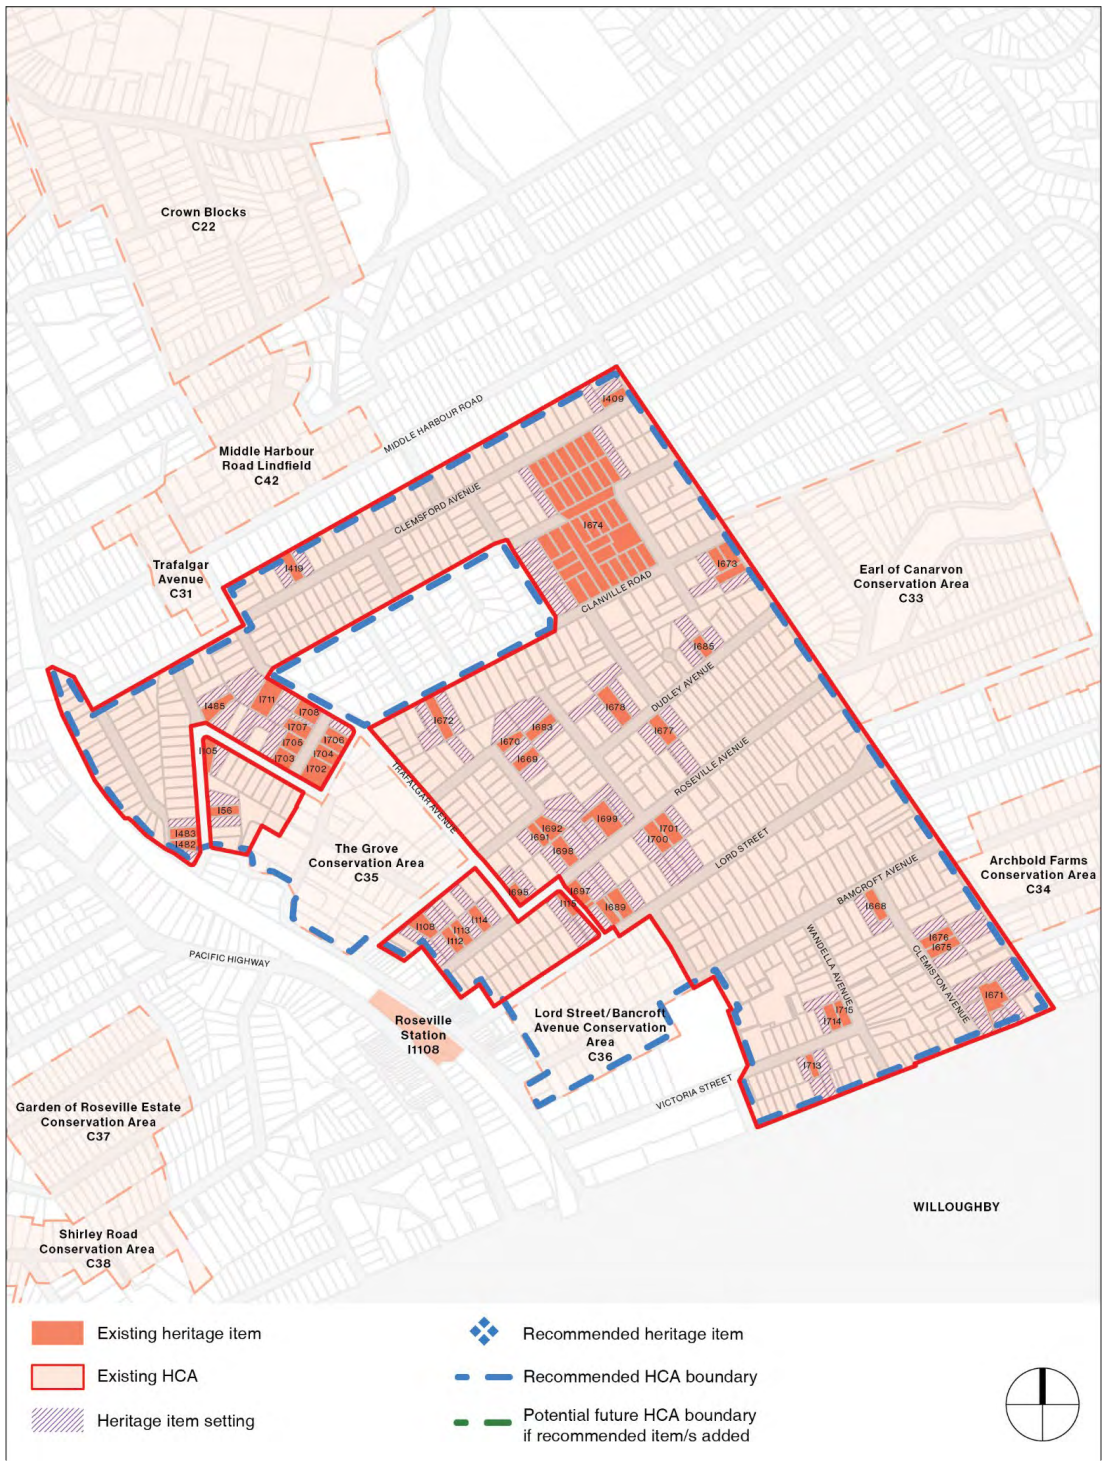 Crown Blocks
C22
MIDDLE HARBOUR ROAD
I409
Middle Harbour
Road Lindfield
C42
CLEMSFORD AVENUE
I674
Trafalgar
Avenue
C31
I419
I673
Earl of Canarvon
Conservation Area
C33
CLANVILLE ROAD
I685
DUDLEY AVENUE
I485
I711
I708
I707
I706
I705
I704
I703
I702
I105
I672
I683
I678
I670
I669
I677
ROSEVILLE AVENUE
TRAFALGAR AVENUE
I56
I483
I482
I692
I691
I699
I698
I701
I700
LORD STREET
The Grove
Conservation Area
C35
BAMCROFT AVENUE
Archbold Farms
Conservation Area
C34
I695
I697
I115
I689
I668
I108
I114
I113
I112
WANDELLA AVENUE
I676
I675
CLEMISTON AVENUE
I671
PACIFIC HIGHWAY
I715
I714
Roseville
Station
I1108
Lord Street/Bancroft
Avenue Conservation
Area
C36
I713
VICTORIA STREET
Garden of Roseville Estate
Conservation Area
C37
WILLOUGHBY
Shirley Road
Conservation Area
C38
Existing heritage item
Existing HCA
Heritage item setting
Recommended heritage item
Recommended HCA boundary
Potential future HCA boundary
if recommended item/s added